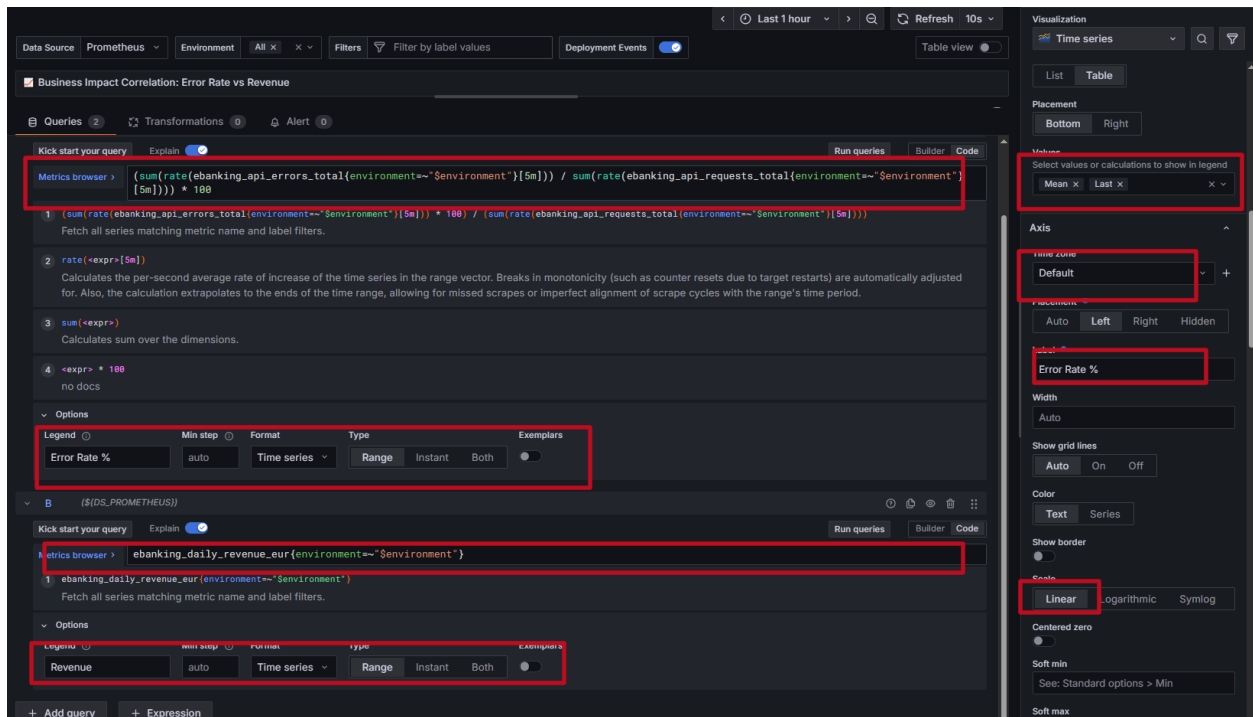 Last 1 hour
Refresh 10s
Data Source Prometheus Environment All × × Filters Filter by label values Deployment Events Table view
Business Impact Correlation: Error Rate vs Revenue
Queries 2 Transformations 0 Alert 0
Kick start your query Explain Run queries Builder Code
Metrics browser > (sum(rate(ebanking_api_errors_total{environment=~"$environment"}[5m])) / sum(rate(ebanking_api_requests_total{environment=~"$environment"}
[5m]))) * 100
1 (sum(rate(ebanking_api_errors_total{environment=~"$environment"}[5m])) * 100) / (sum(rate(ebanking_api_requests_total{environment=~"$environment"}[5m])))
Fetch all series matching metric name and label filters.
2 rate(<expr>[5m])
Calculates the per-second average rate of increase of the time series in the range vector. Breaks in monotonicity (such as counter resets due to target restarts) are automatically adjusted
for. Also, the calculation extrapolates to the ends of the time range, allowing for missed scrapes or imperfect alignment of scrape cycles with the range's time period.
3 sum(<expr>)
Calculates sum over the dimensions.
4 <expr> * 100
no docs
Options
Legend Min step Format Type Exemplars
Error Rate % auto Time series Range Instant Both
B (${DS_PROMETHEUS})
Kick start your query Explain Run queries Builder Code
Metrics browser > ebanking_daily_revenue_eur{environment=~"$environment"}
1 ebanking_daily_revenue_eur{environment=~"$environment"}
Fetch all series matching metric name and label filters.
Options
Legend Min step Format Type Exemplars
Revenue auto Time series Range Instant Both
+ Add query + Expression
Visualization
Time series
List Table
Placement
Bottom Right
Values
Select values or calculations to show in legend
Mean × Last × ×
Axis
Time zone
Default +
Placement
Auto Left Right Hidden
Label
Error Rate %
Width
Auto
Show grid lines
Auto On Off
Color
Text Series
Show border
Scale
Linear Logarithmic Symlog
Centered zero
Soft min
See: Standard options > Min
Soft max